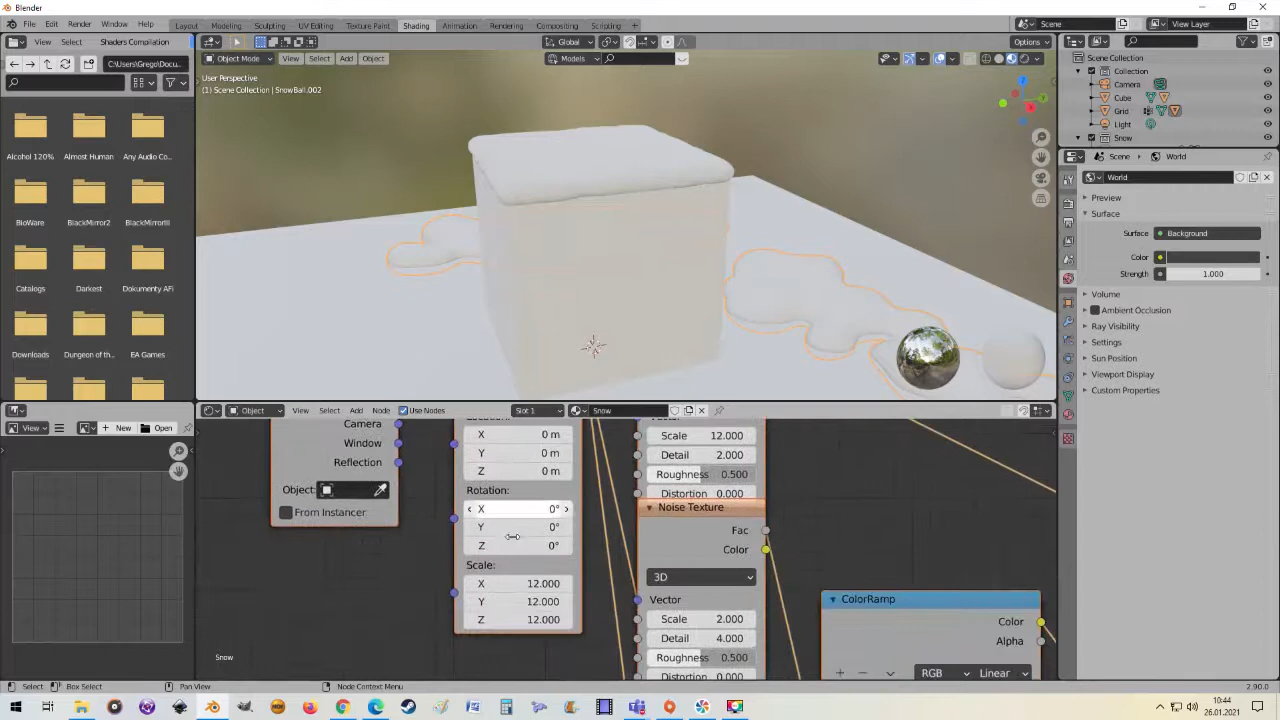 Blender
File Edit Render Window Help Layout Modeling Sculpting UV Editing Texture Paint Shading Animation Rendering Compositing Scripting Scene View Layer
View Select Shaders Compilation Global Options
C:\Users\Grego\Docu... Object Mode View Select Add Object Models
User Perspective
(1) Scene Collection | SnowBall.002
Alcohol 120% Almost Human Any Audio Co...
BioWare BlackMirror2 BlackMirrorIII
Catalogs Darkest Dokumenty AFi
Downloads Dungeon of th... EA Games
Scene Collection
Collection
Camera
Cube
Grid
Light
Snow
Scene World
World
Preview
Surface
Surface Background
Color
Strength 1.000
Volume
Ambient Occlusion
Ray Visibility
Settings
Sun Position
Viewport Display
Custom Properties
Object View Select Add Node Use Nodes Slot 1 Snow
View New Open
Camera
Window
Reflection
Object:
From Instancer
Location:
X 0 m
Y 0 m
Z 0 m
Rotation:
X 0°
Y 0°
Z 0°
Scale:
X 12.000
Y 12.000
Z 12.000
Vector
Scale 12.000
Detail 2.000
Roughness 0.500
Distortion 0.000
Noise Texture
Fac
Color
3D
Vector
Scale 2.000
Detail 4.000
Roughness 0.500
ColorRamp
Color
Alpha
RGB Linear
Snow
Select Box Select Pan View Node Context Menu 2.90.0
10:44
26.01.2021